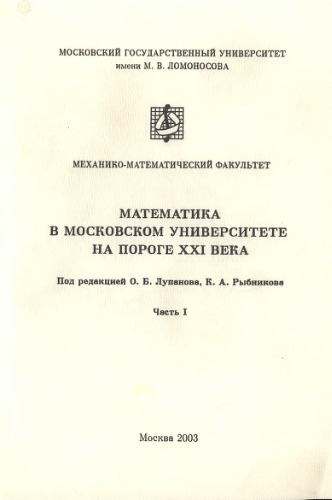 МОСКОВСКИЙ ГОСУДАРСТВЕННЫЙ УНИВЕРСИТЕТ
имени М. В. ЛОМОНОСОВА
МЕХАНИКО-МАТЕМАТИЧЕСКИЙ ФАКУЛЬТЕТ
МАТЕМАТИКА
В МОСКОВСКОМ УНИВЕРСИТЕТЕ
НА ПОРОГЕ XXI ВЕКА
Под редакцией О. Б. Лупанова, К. А. Рыбникова
Часть I
Москва 2003